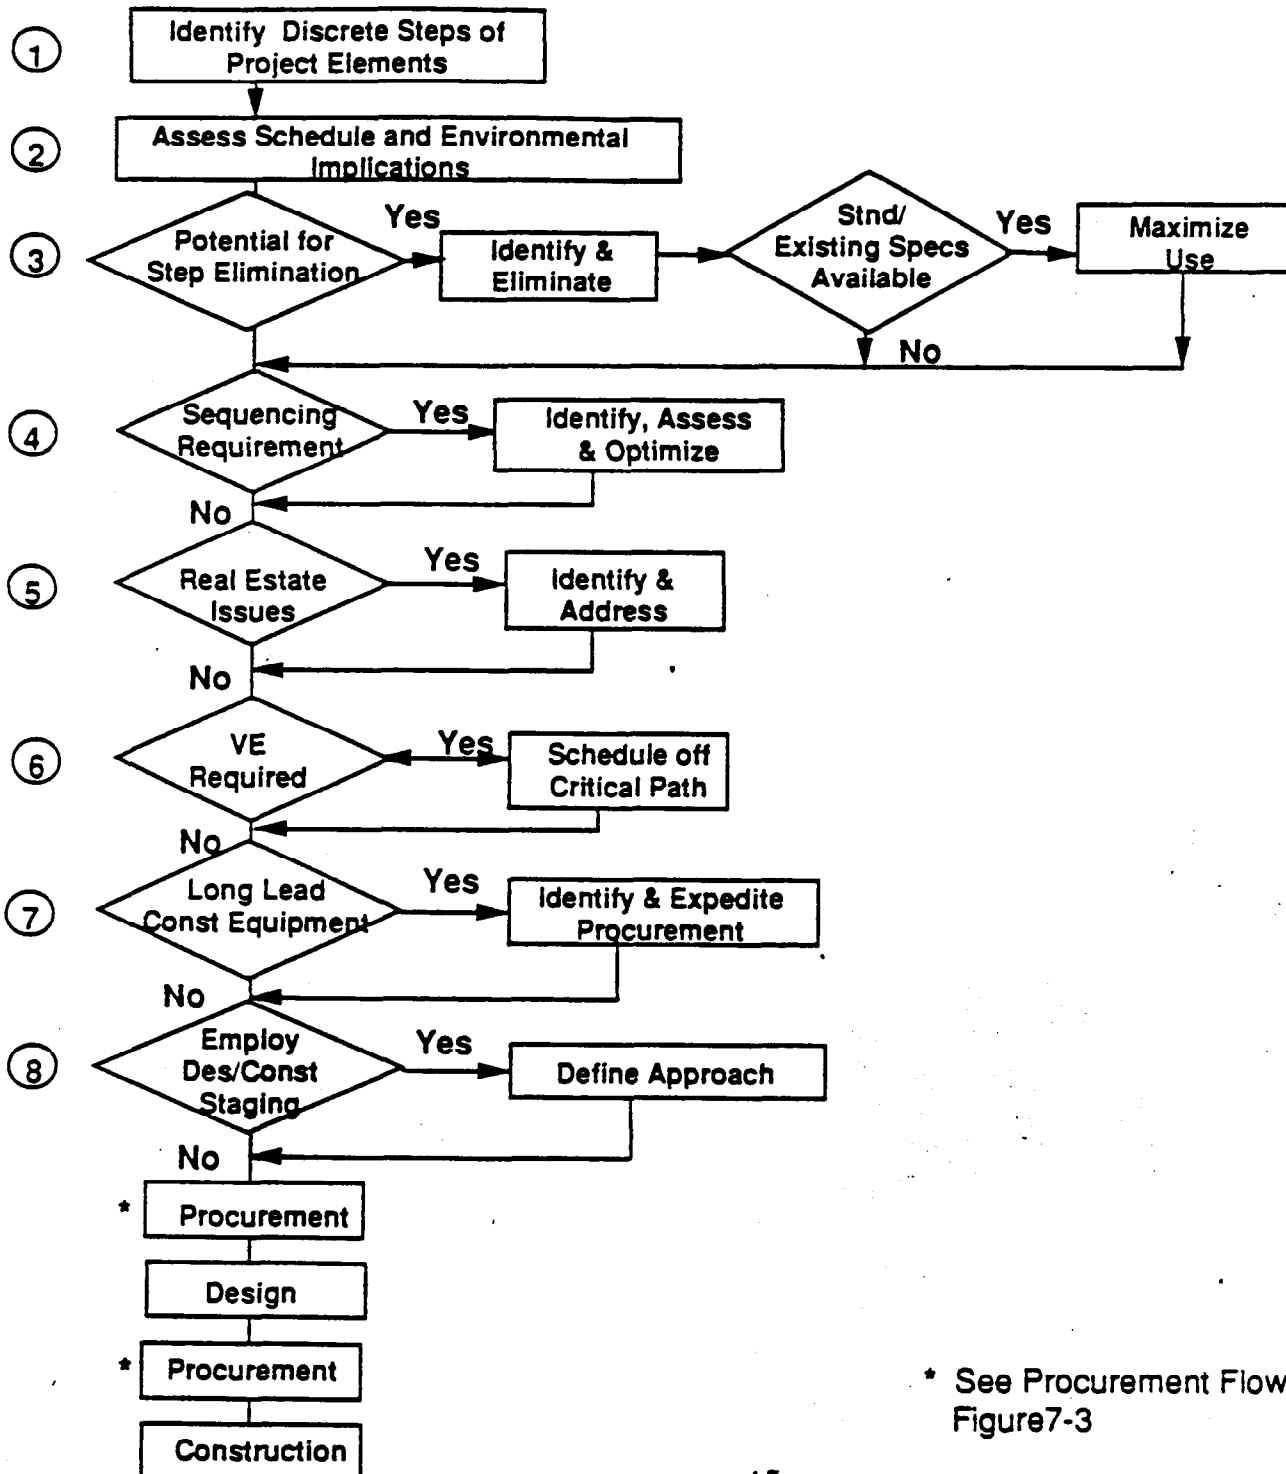 1
Identify Discrete Steps of
Project Elements
2
Assess Schedule and Environmental
Implications
3
Potential for
Step Elimination
Yes
Identify &
Eliminate
Stnd/
Existing Specs
Available
Yes
Maximize
Use
No
4
Sequencing
Requirement
Yes
Identify, Assess
& Optimize
No
5
Real Estate
Issues
Yes
Identify &
Address
No
6
VE
Required
Yes
Schedule off
Critical Path
No
7
Long Lead
Const Equipment
Yes
Identify & Expedite
Procurement
No
8
Employ
Des/Const
Staging
Yes
Define Approach
No
* Procurement
Design
* Procurement
Construction
* See Procurement Flow
Figure7-3